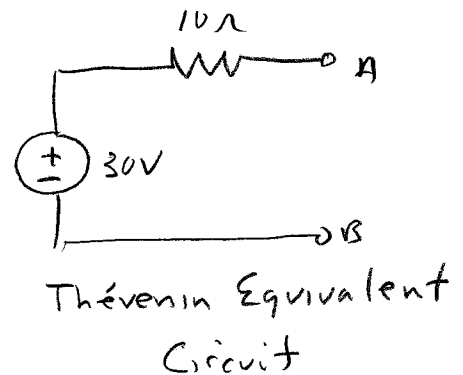 10Ω
A
+
-
30V
B
Thévenin Equivalent
Circuit